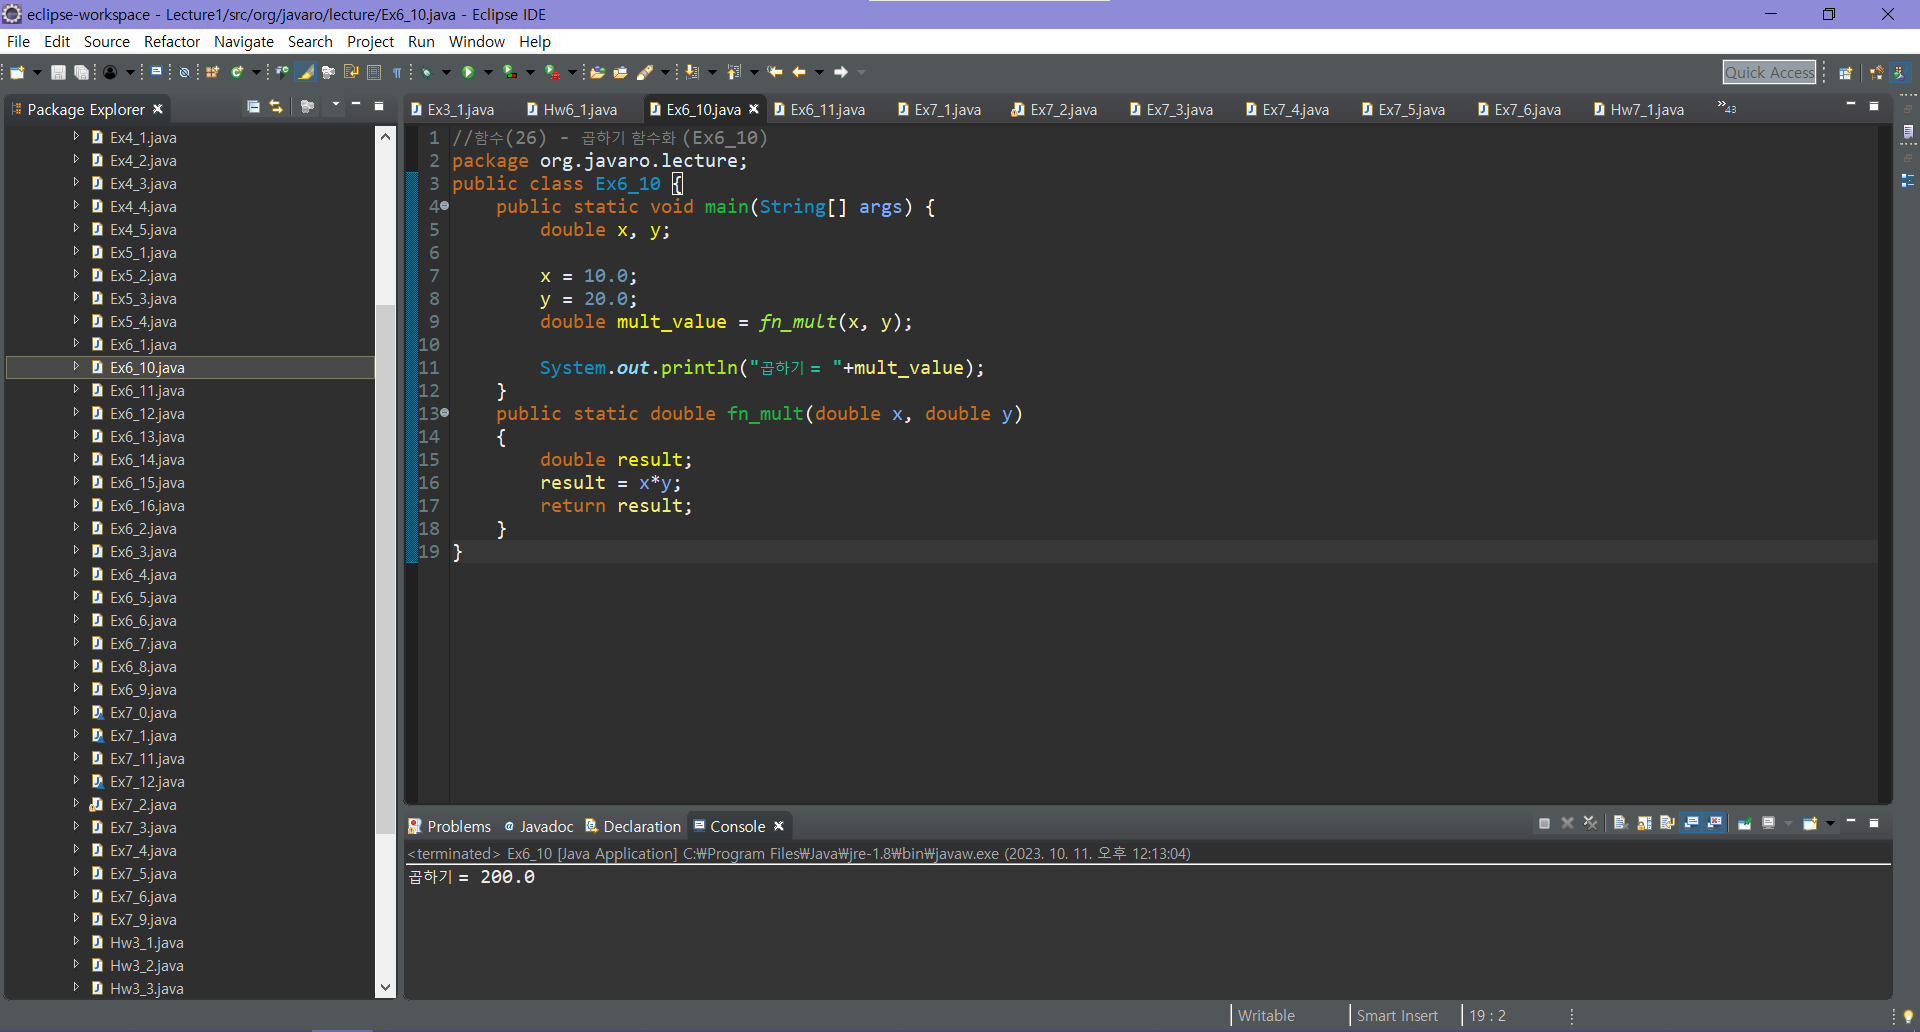 eclipse-workspace - Lecture1/src/org/javaro/lecture/Ex6_10.java - Eclipse IDE
File Edit Source Refactor Navigate Search Project Run Window Help
Quick Access
Package Explorer
Ex3_1.java Hw6_1.java Ex6_10.java Ex6_11.java Ex7_1.java Ex7_2.java Ex7_3.java Ex7_4.java Ex7_5.java Ex7_6.java Hw7_1.java »43
Ex4_1.java
Ex4_2.java
Ex4_3.java
Ex4_4.java
Ex4_5.java
Ex5_1.java
Ex5_2.java
Ex5_3.java
Ex5_4.java
Ex6_1.java
Ex6_10.java
Ex6_11.java
Ex6_12.java
Ex6_13.java
Ex6_14.java
Ex6_15.java
Ex6_16.java
Ex6_2.java
Ex6_3.java
Ex6_4.java
Ex6_5.java
Ex6_6.java
Ex6_7.java
Ex6_8.java
Ex6_9.java
Ex7_0.java
Ex7_1.java
Ex7_11.java
Ex7_12.java
Ex7_2.java
Ex7_3.java
Ex7_4.java
Ex7_5.java
Ex7_6.java
Ex7_9.java
Hw3_1.java
Hw3_2.java
Hw3_3.java
1 //함수(26) - 곱하기 함수화(Ex6_10)
2 package org.javaro.lecture;
3 public class Ex6_10 {
4 public static void main(String[] args) {
5 double x, y;
6
7 x = 10.0;
8 y = 20.0;
9 double mult_value = fn_mult(x, y);
10
11 System.out.println("곱하기 = "+mult_value);
12 }
13 public static double fn_mult(double x, double y)
14 {
15 double result;
16 result = x*y;
17 return result;
18 }
19 }
Problems Javadoc Declaration Console
<terminated> Ex6_10 [Java Application] C:₩Program Files₩Java₩jre-1.8₩bin₩javaw.exe (2023. 10. 11. 오후 12:13:04)
곱하기 = 200.0
Writable Smart Insert 19 : 2